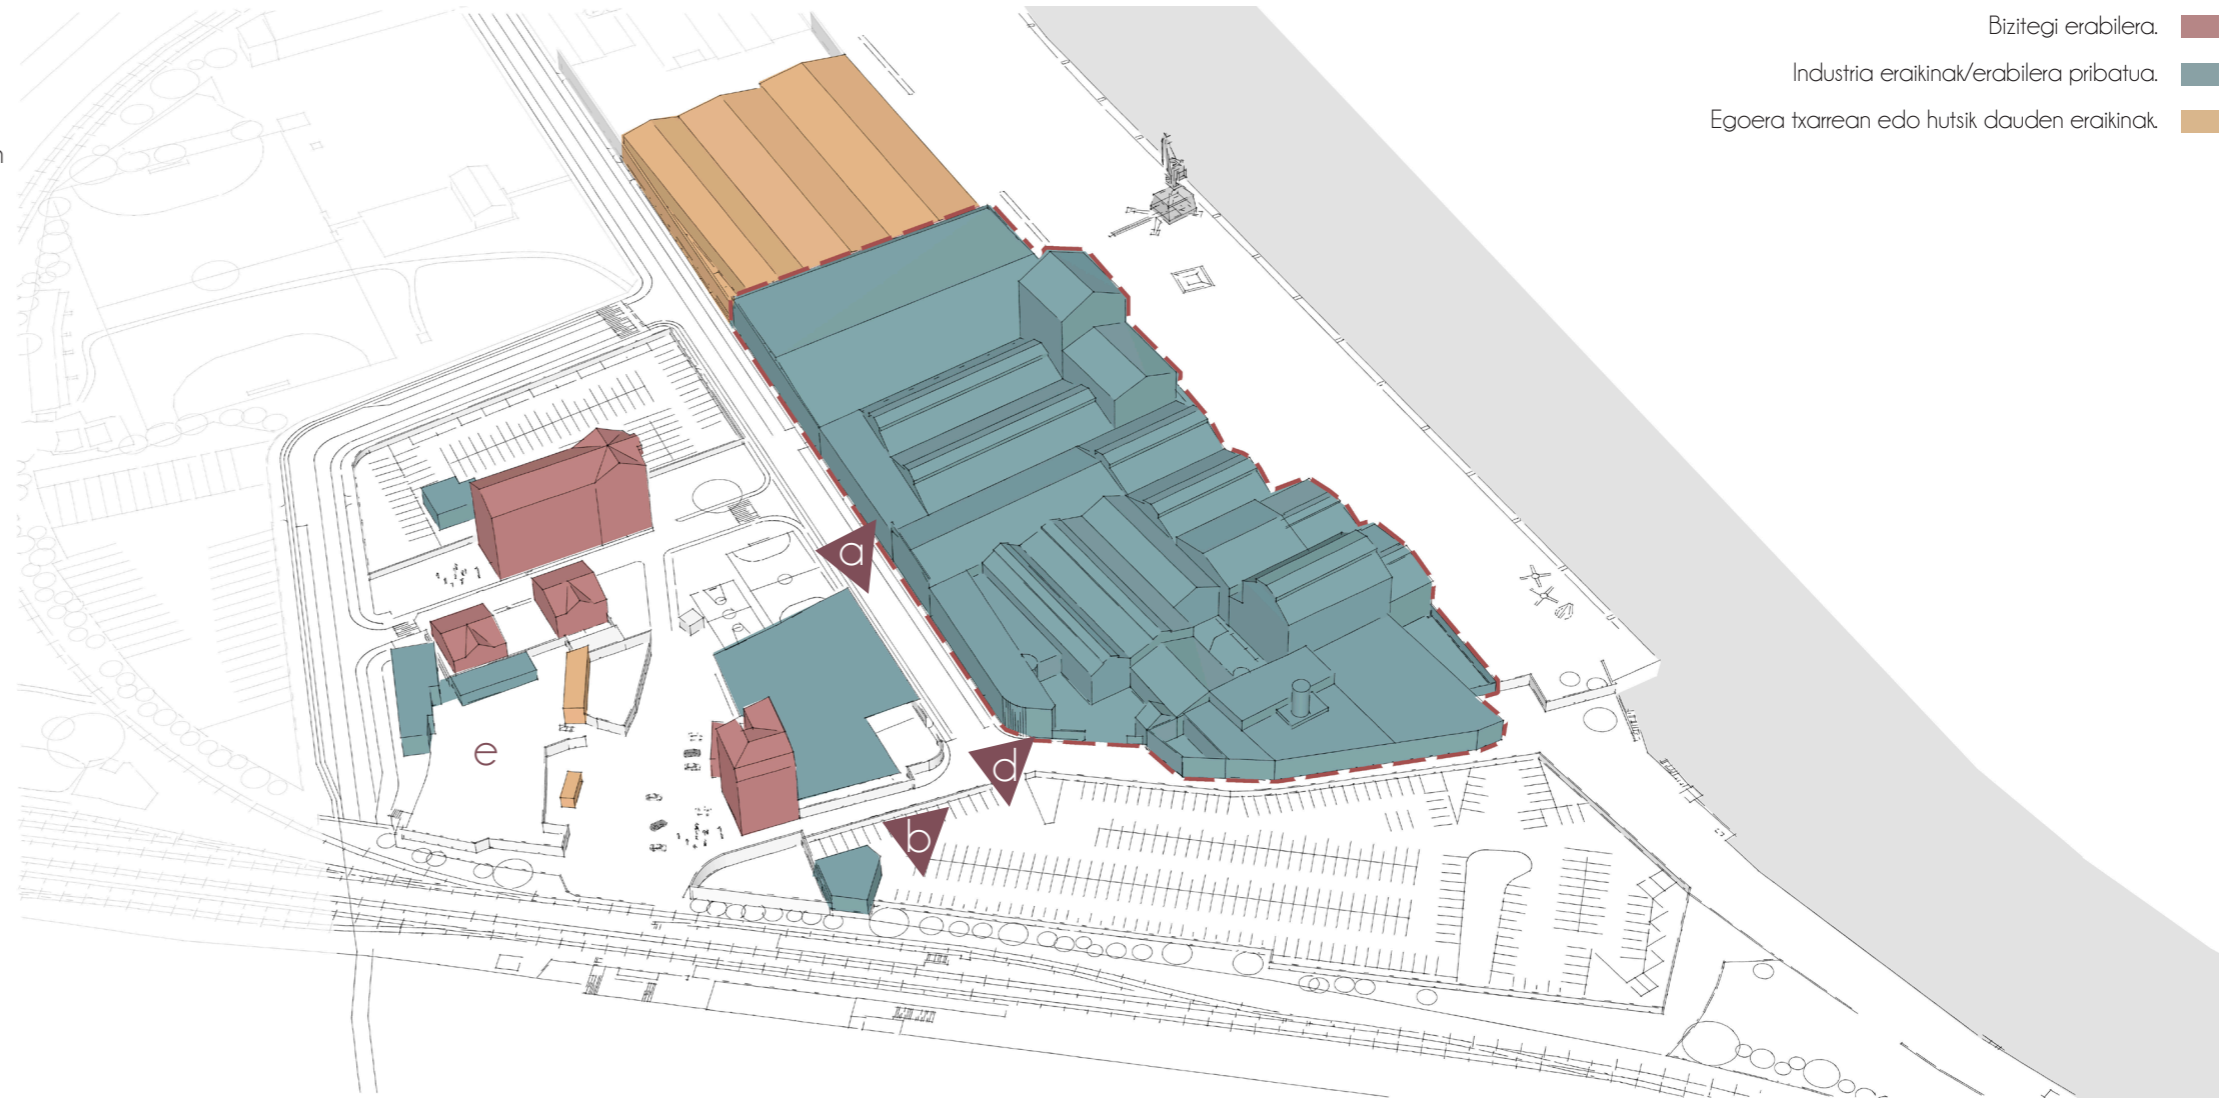 Bizitegi erabilera.
Industria eraikinak/erabilera pribatua.
Egoera txarrean edo hutsik dauden eraikinak.
n
a
e
d
b